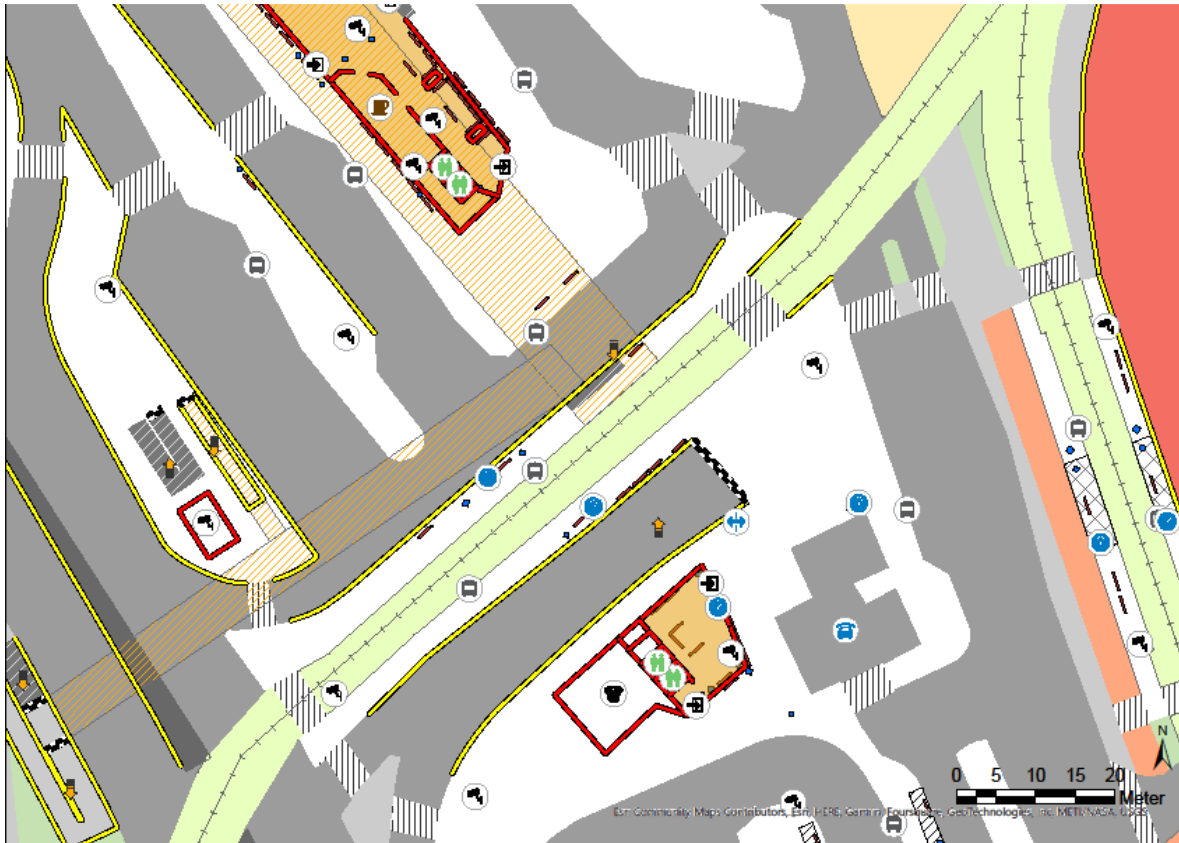 N
0 5 10 15 20
Meter
Esri Community Maps Contributors, Esri, HERE, Garmin, Foursquare, GeoTechnologies, Inc, METI/NASA, USGS